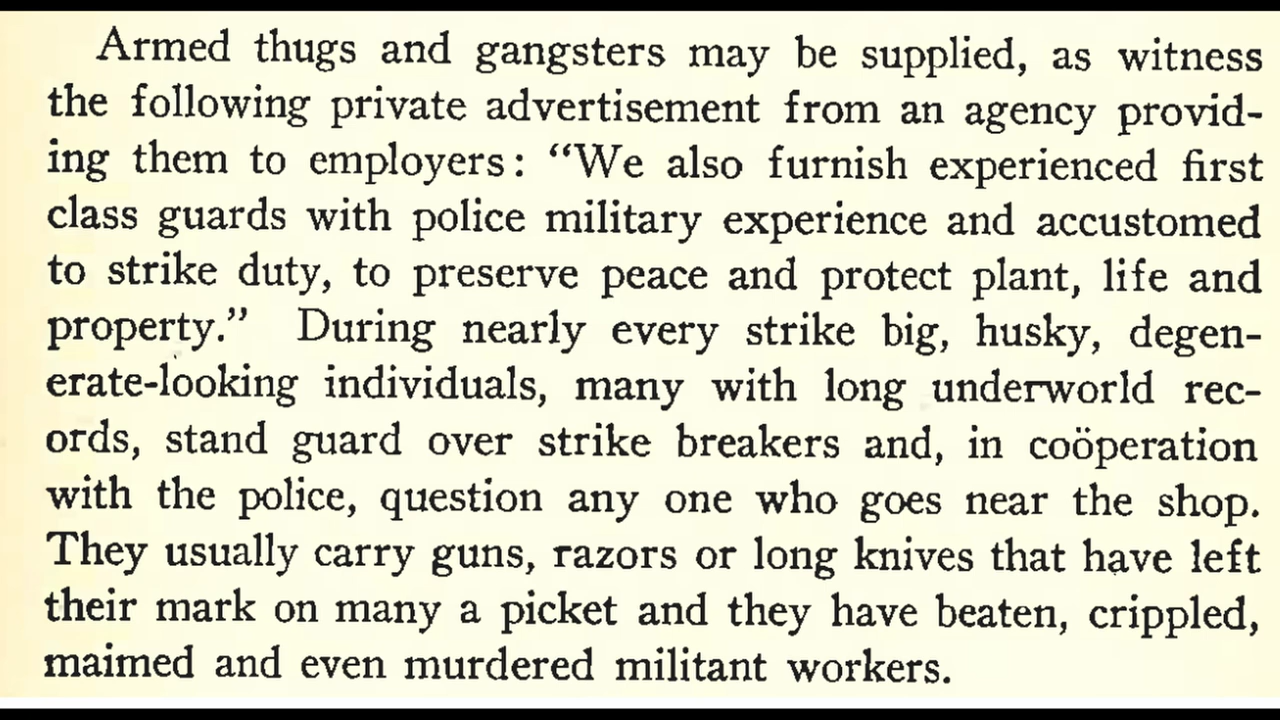 Armed thugs and gangsters may be supplied, as witness
the following private advertisement from an agency provid-
ing them to employers: “We also furnish experienced first
class guards with police military experience and accustomed
to strike duty, to preserve peace and protect plant, life and
property.” During nearly every strike big, husky, degen-
erate-looking individuals, many with long underworld rec-
ords, stand guard over strike breakers and, in coöperation
with the police, question any one who goes near the shop.
They usually carry guns, razors or long knives that have left
their mark on many a picket and they have beaten, crippled,
maimed and even murdered militant workers.